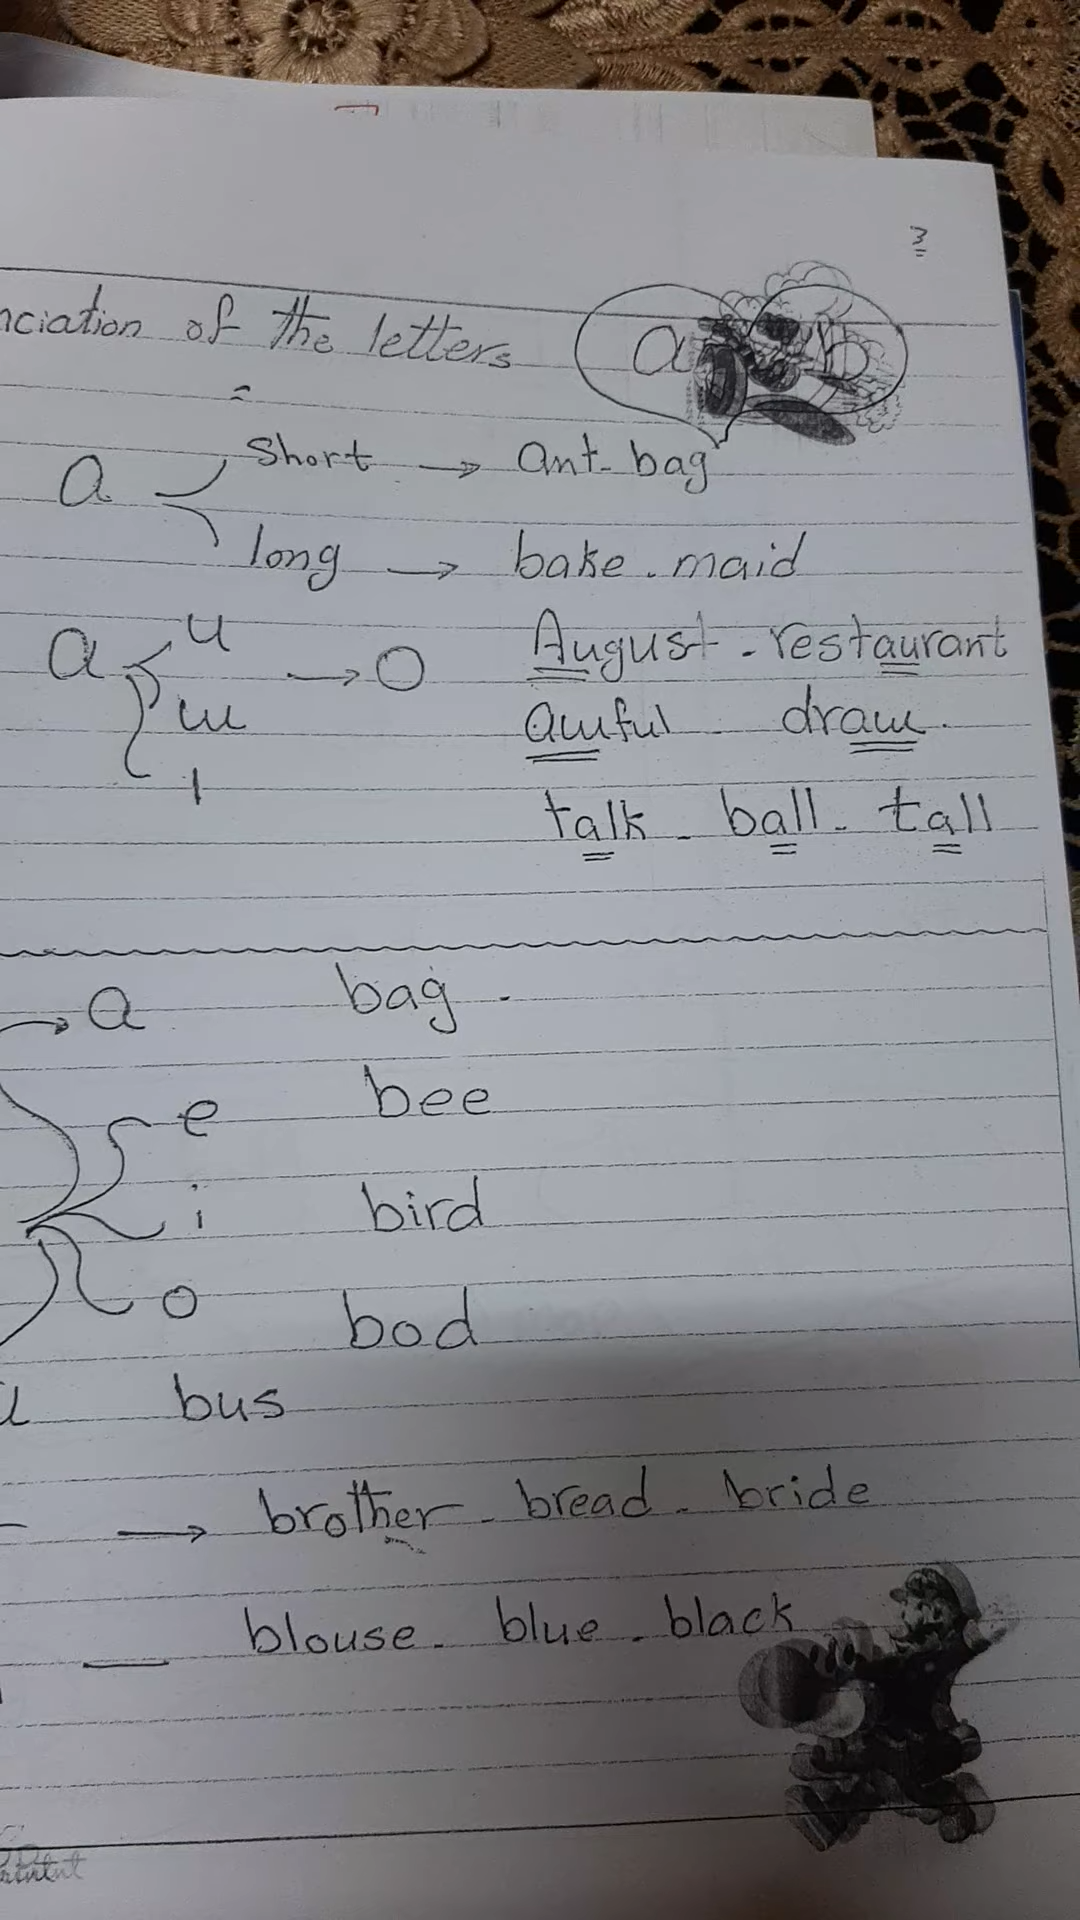 3
nciation of the letters
a b
a short → ant - bag
long → bake . maid
a u → o August - restaurant
w awful draw
l talk - ball - tall
→ a bag .
e bee
i bird
o bod
u bus
→ brother - bread - bride
blouse - blue . black